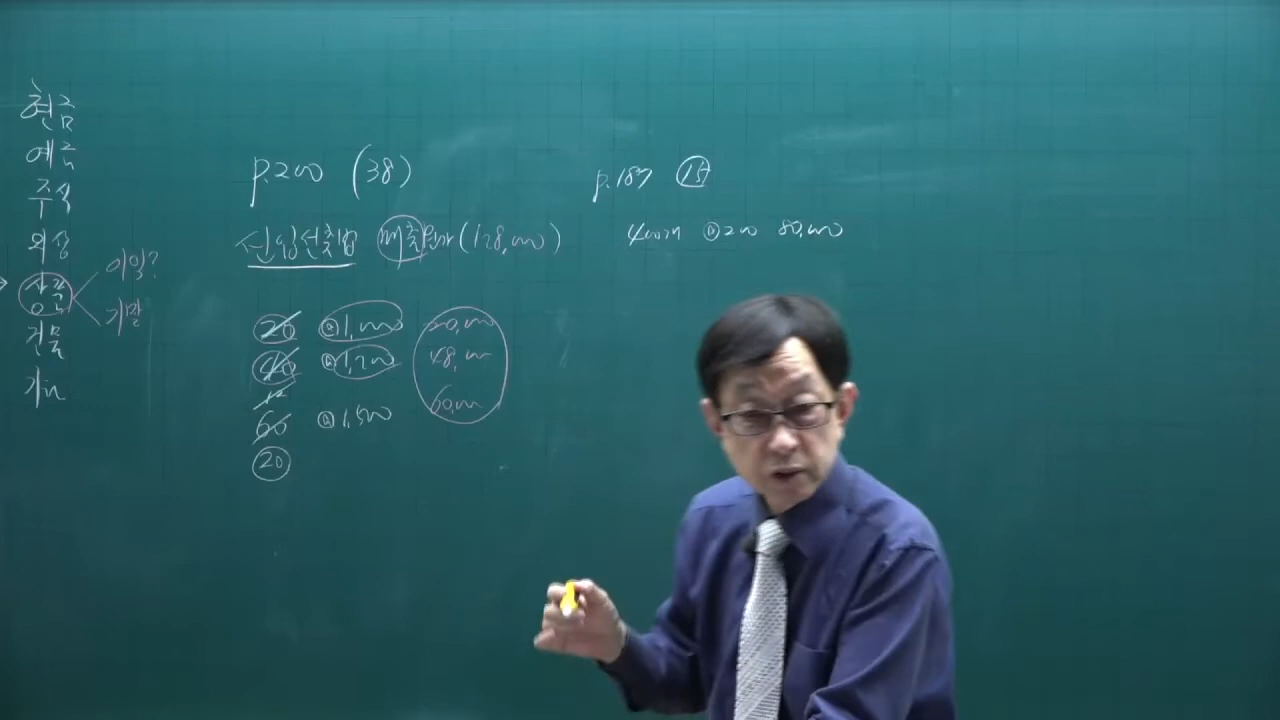 현금
예금
주식
외상
상품
건물
기계
이익?
기말
p.200 (38)
선입선출법 매출원가(128,000)
20 @1,000 20,000
40 @1,200 48,000
12
60 @1,500 60,000
20
p.187 15
400개 @200 80,000